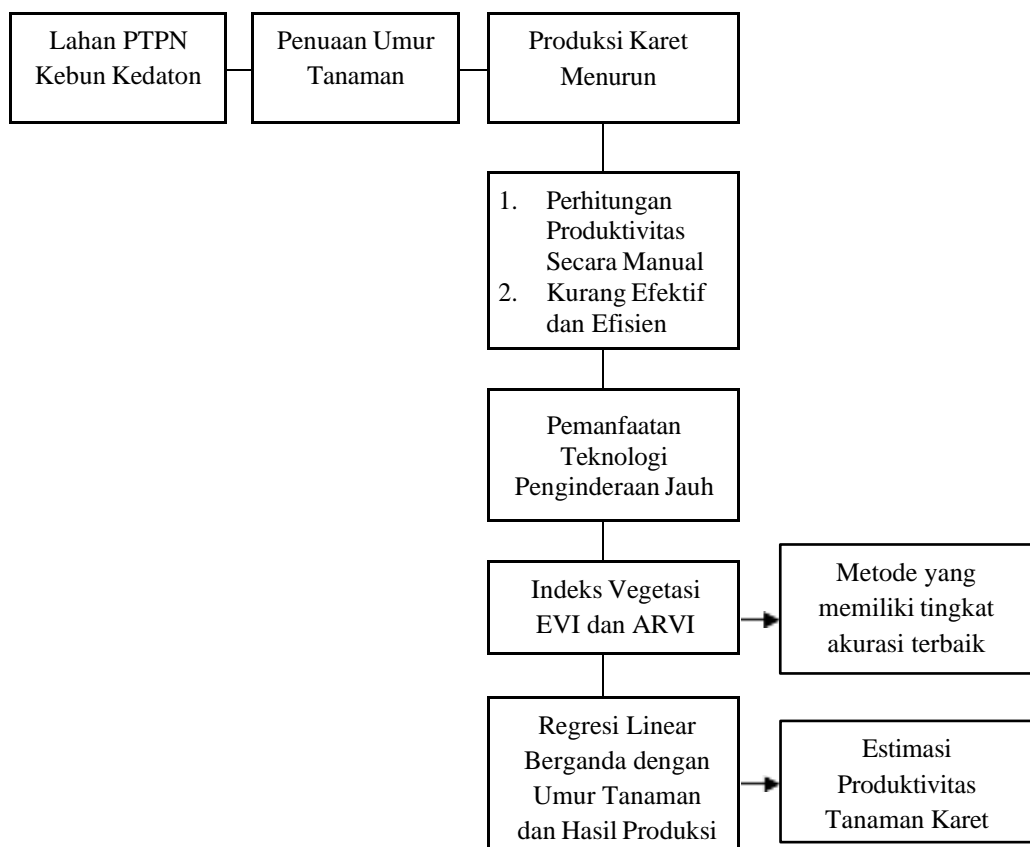 Lahan PTPN
Kebun Kedaton
Penuaan Umur
Tanaman
Produksi Karet
Menurun
1. Perhitungan
Produktivitas
Secara Manual
2. Kurang Efektif
dan Efisien
Pemanfaatan
Teknologi
Penginderaan Jauh
Indeks Vegetasi
EVI dan ARVI
Metode yang
memiliki tingkat
akurasi terbaik
Regresi Linear
Berganda dengan
Umur Tanaman
dan Hasil Produksi
Estimasi
Produktivitas
Tanaman Karet